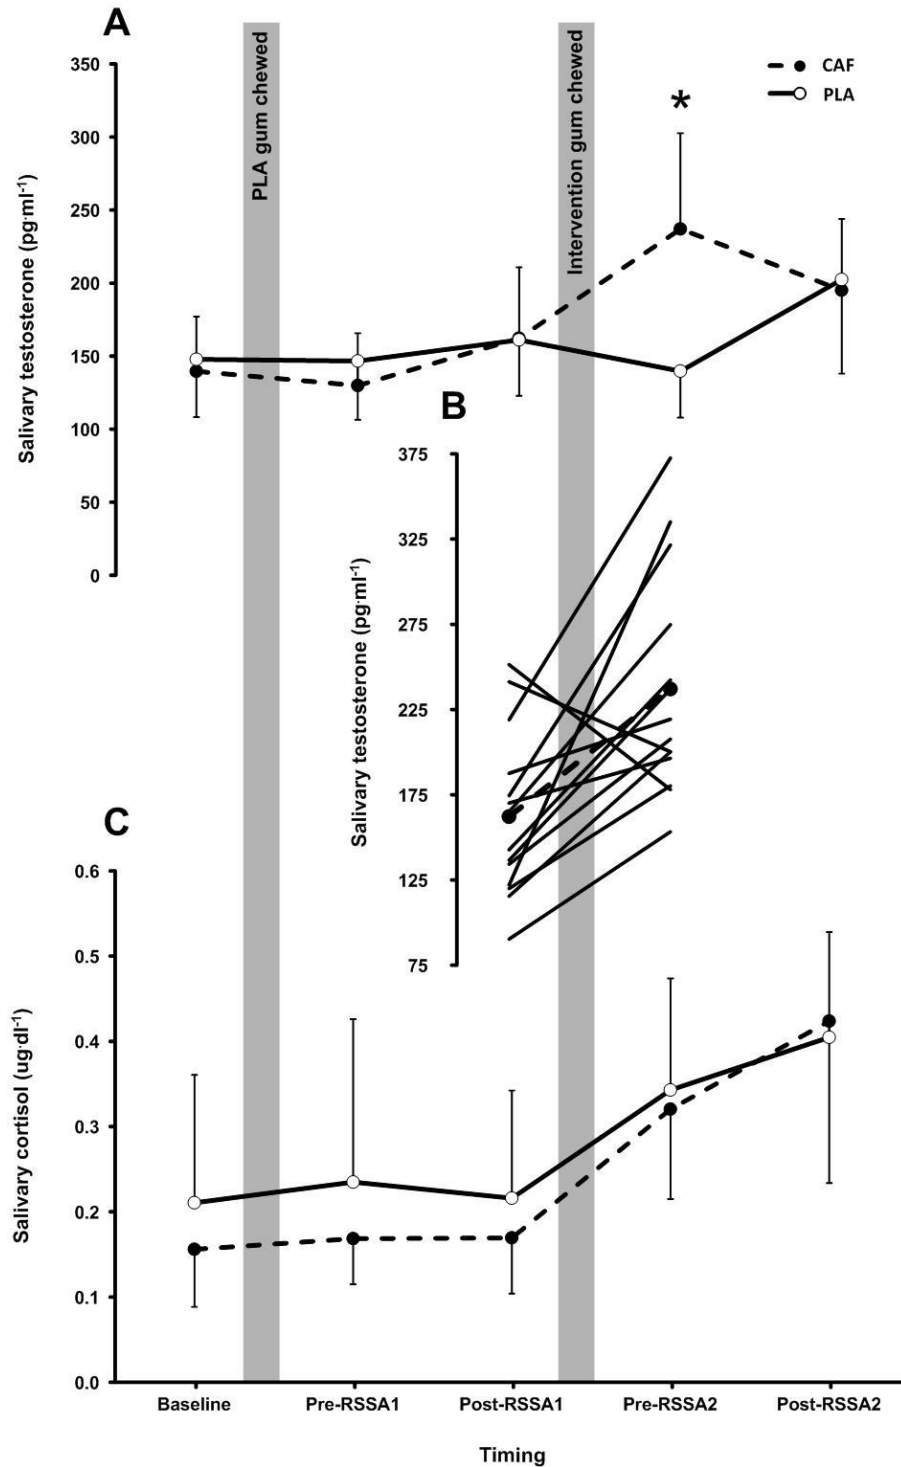 A
350
300
250
200
150
100
50
0
Salivary testosterone (pg·ml-1)
PLA gum chewed
Intervention gum chewed
CAF
PLA
*
B
375
325
275
225
175
125
75
Salivary testosterone (pg·ml-1)
C
0.6
0.5
0.4
0.3
0.2
0.1
0.0
Salivary cortisol (ug·dl-1)
Baseline Pre-RSSA1 Post-RSSA1 Pre-RSSA2 Post-RSSA2
Timing